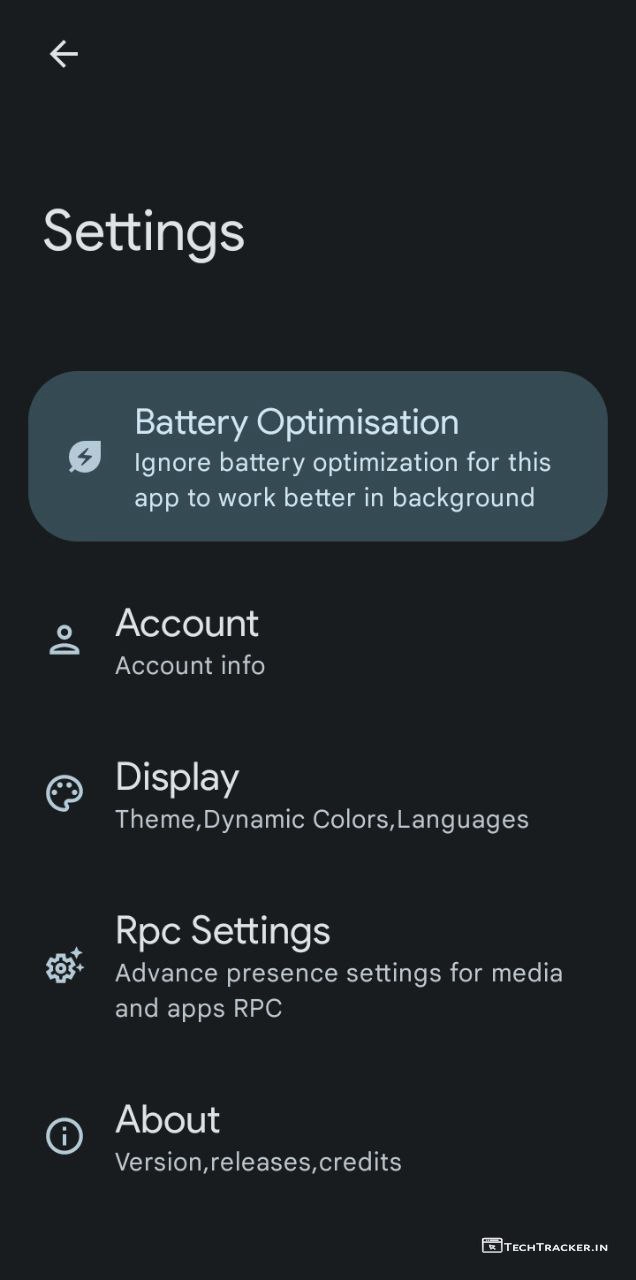 Settings
Battery Optimisation
Ignore battery optimization for this
app to work better in background
Account
Account info
Display
Theme,Dynamic Colors,Languages
Rpc Settings
Advance presence settings for media
and apps RPC
About
Version,releases,credits
TechTracker.in